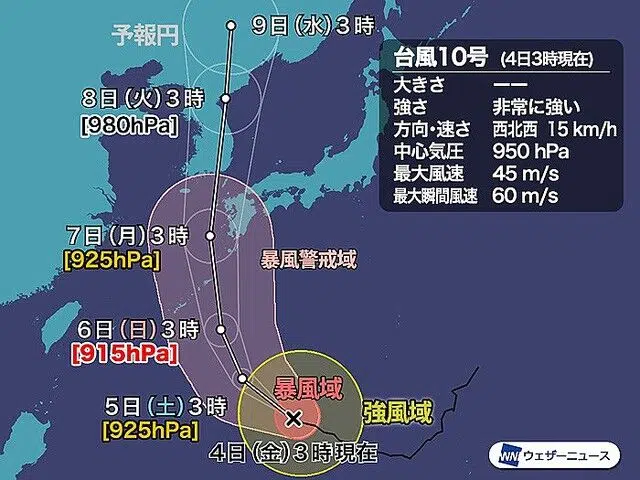 予報円
9日(水)3時
台風10号 (4日3時現在)
大きさ ーー
強さ 非常に強い
方向・速さ 西北西 15 km/h
中心気圧 950 hPa
最大風速 45 m/s
最大瞬間風速 60 m/s
8日(火)3時
[980hPa]
7日(月)3時
[925hPa]
暴風警戒域
6日(日)3時
[915hPa]
暴風域
強風域
5日(土)3時
[925hPa]
4日(金)3時現在
WN ウェザーニュース